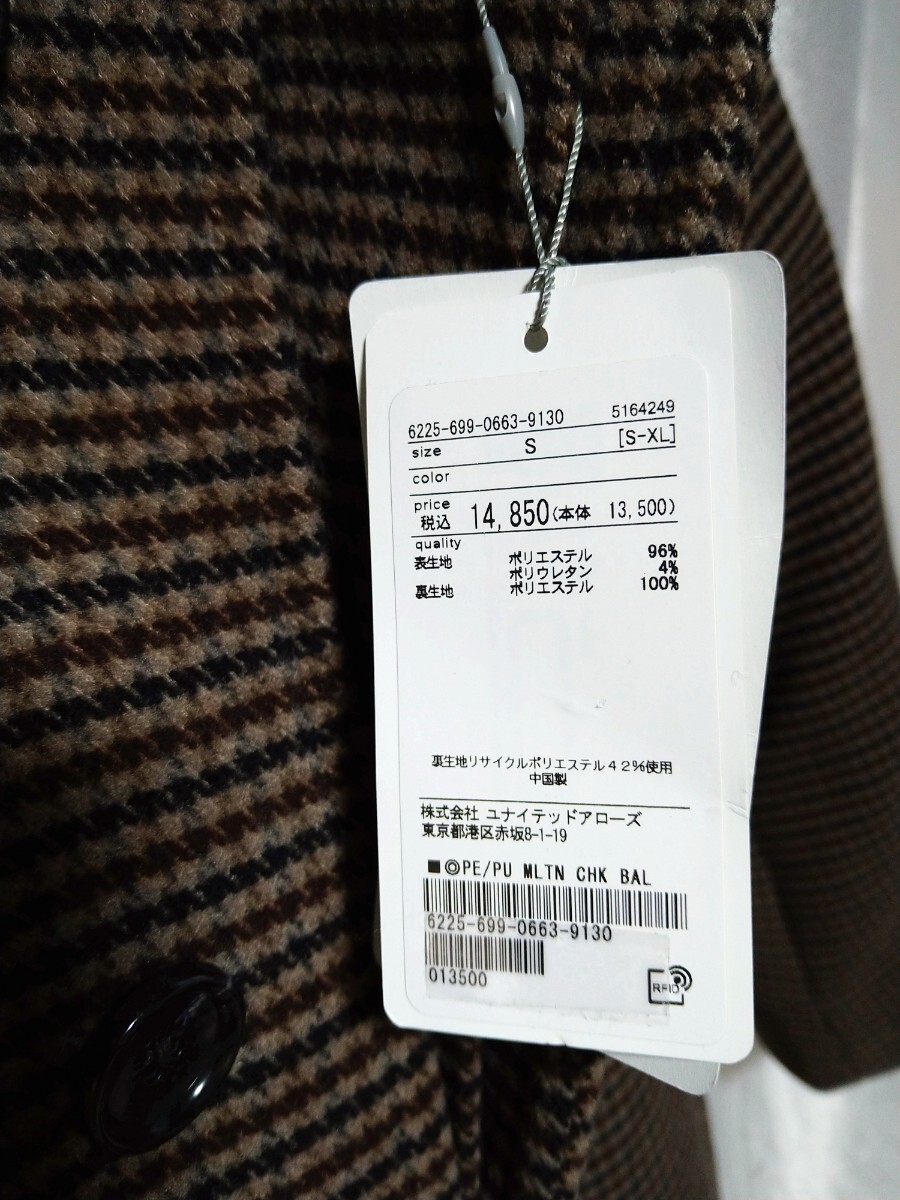 6225-699-0663-9130 5164249
size S [S-XL]
color
price
税込 14,850(本体 13,500)
quality
表生地 ポリエステル 96%
ポリウレタン 4%
裏生地 ポリエステル 100%
裏生地リサイクルポリエステル42%使用
中国製
株式会社 ユナイテッドアローズ
東京都港区赤坂8-1-19
■◎PE/PU MLTN CHK BAL
6225-699-0663-9130
013500
RFID